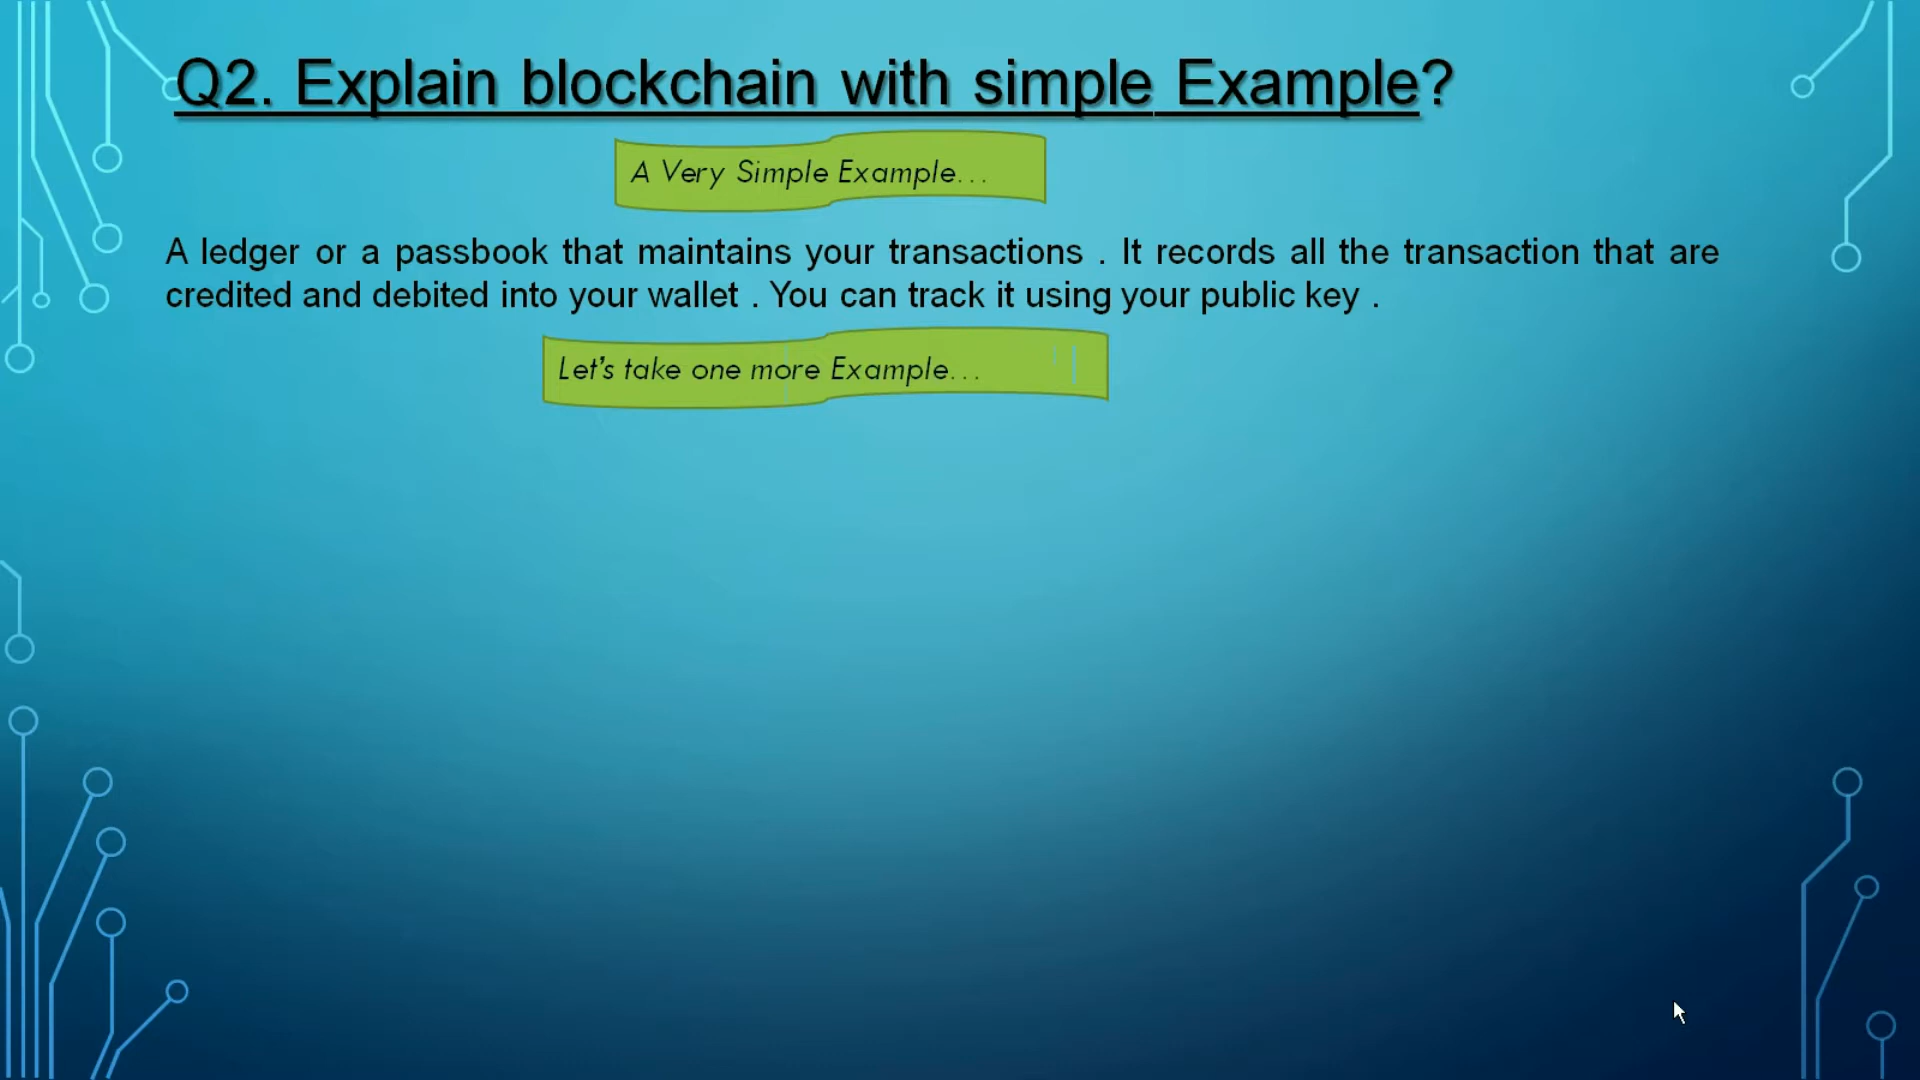 Q2. Explain blockchain with simple Example?
A Very Simple Example...
A ledger or a passbook that maintains your transactions . It records all the transaction that are
credited and debited into your wallet . You can track it using your public key .
Let's take one more Example...